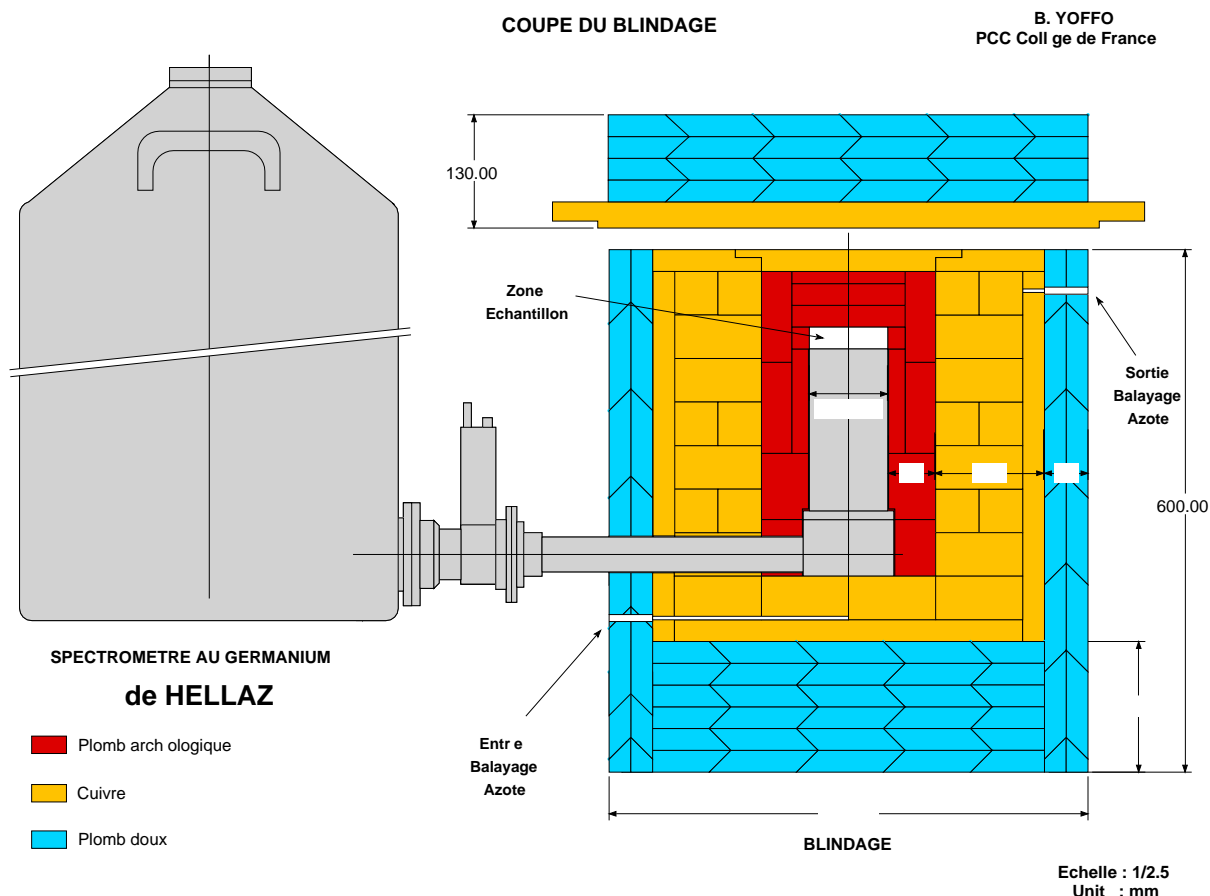 COUPE DU BLINDAGE
B. YOFFO
PCC Coll ge de France
130.00
Zone
Echantillon
Sortie
Balayage
Azote
600.00
SPECTROMETRE AU GERMANIUM
de HELLAZ
Plomb arch ologique
Cuivre
Plomb doux
Entr e
Balayage
Azote
BLINDAGE
Echelle : 1/2.5
Unit   : mm